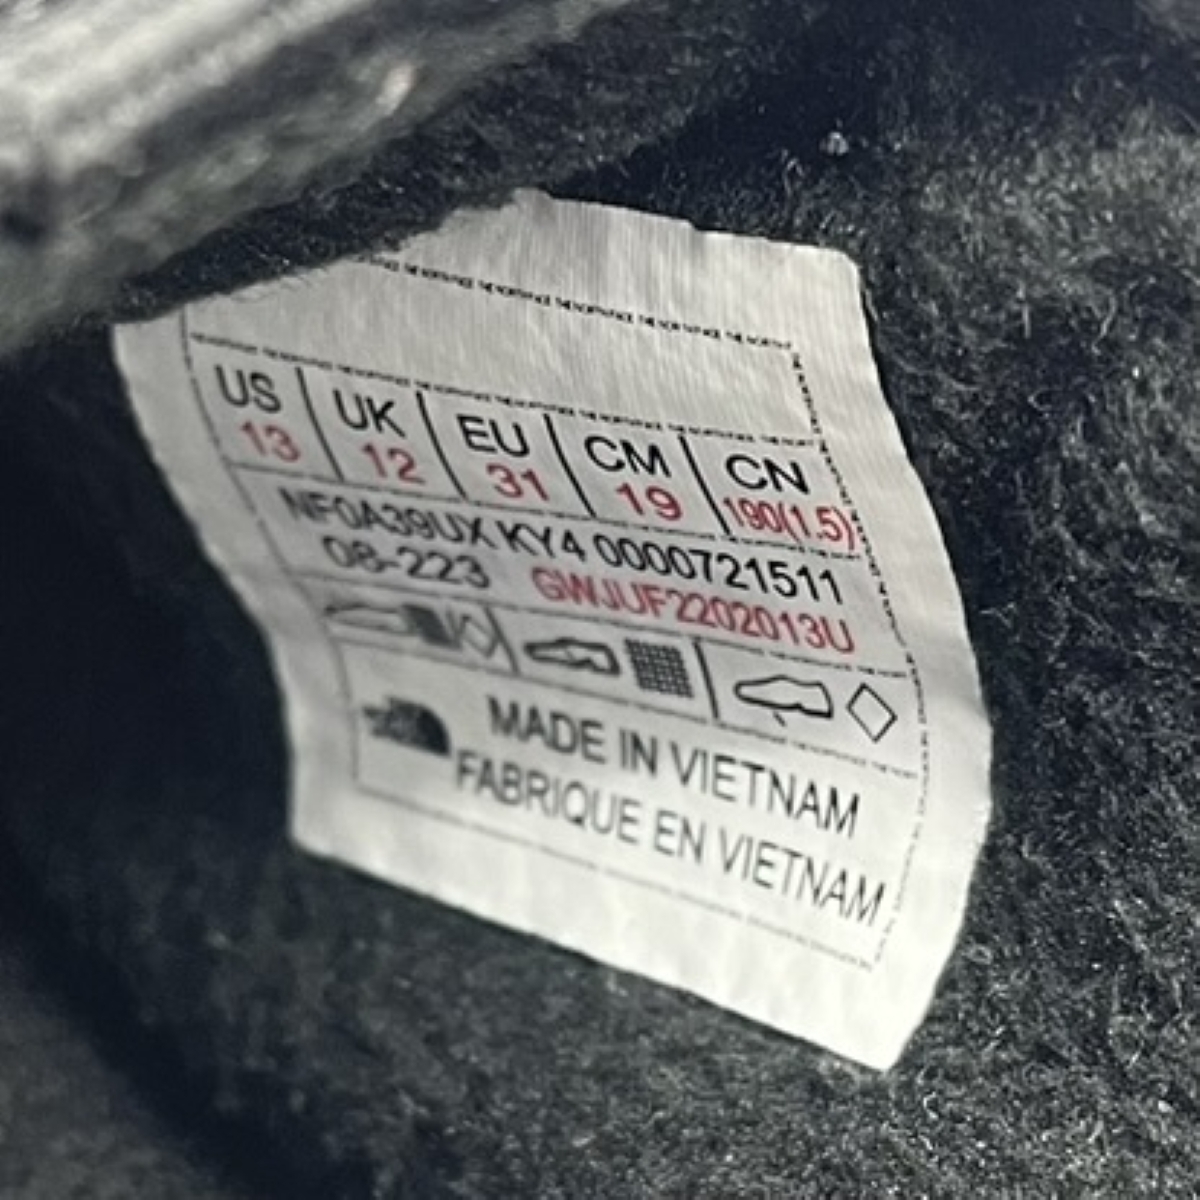 US UK EU CM CN
13 12 31 19 190(1.5)
NF0A39UX KY4 0000721511
08-223 GWJUF2202013U
MADE IN VIETNAM
FABRIQUE EN VIETNAM